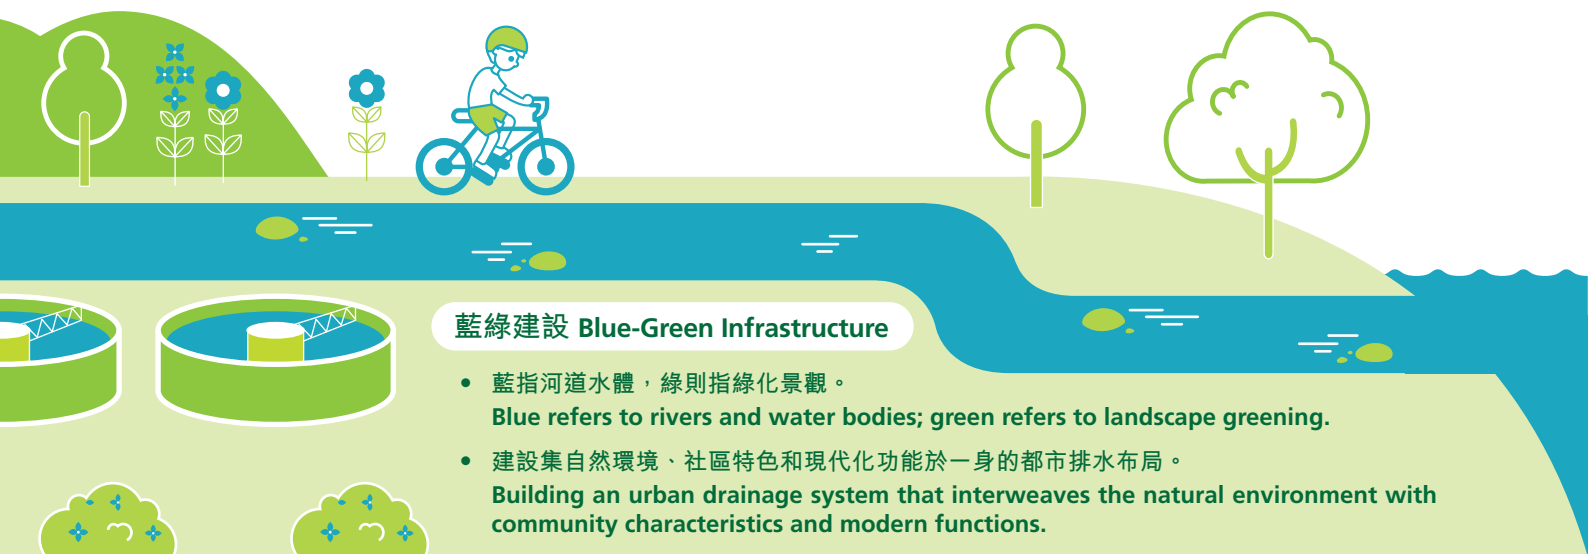 藍綠建設 Blue-Green Infrastructure
• 藍指河道水體，綠則指綠化景觀。
Blue refers to rivers and water bodies; green refers to landscape greening.
• 建設集自然環境、社區特色和現代化功能於一身的都市排水布局。
Building an urban drainage system that interweaves the natural environment with
community characteristics and modern functions.